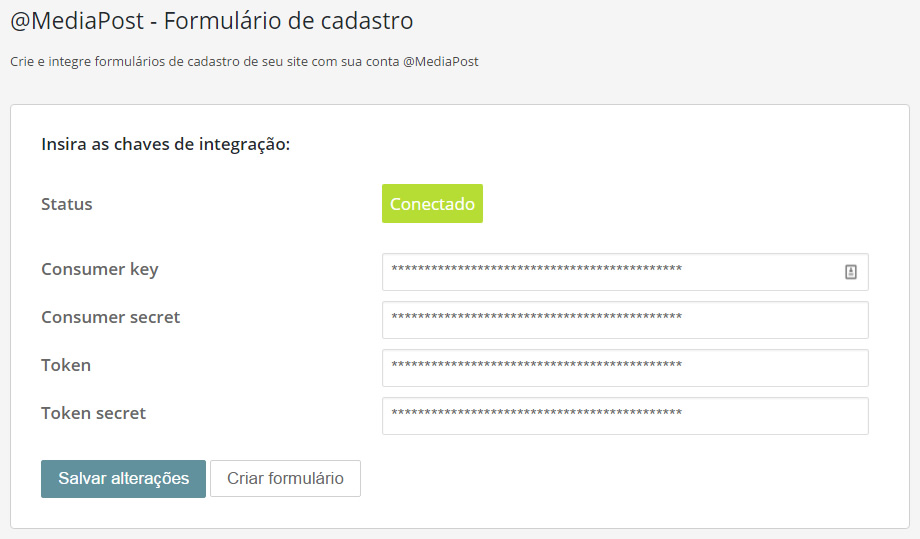 @MediaPost - Formulário de cadastro
Crie e integre formulários de cadastro de seu site com sua conta @MediaPost
Insira as chaves de integração:
Status Conectado
Consumer key ********************************************
Consumer secret ********************************************
Token ********************************************
Token secret ********************************************
Salvar alterações Criar formulário